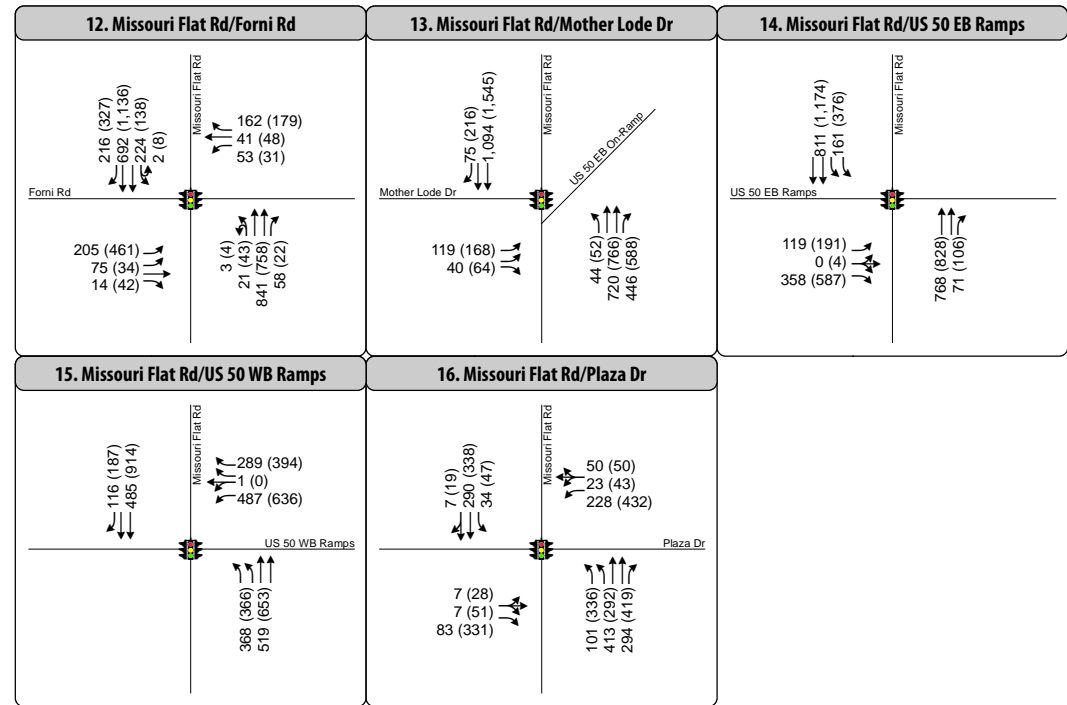 12. Missouri Flat Rd/Forni Rd
216 (327)
692 (1,136)
224 (138)
2 (8)
Missouri Flat Rd
162 (179)
41 (48)
53 (31)
Forni Rd
205 (461)
75 (34)
14 (42)
3 (4)
21 (43)
841 (758)
58 (22)
13. Missouri Flat Rd/Mother Lode Dr
75 (216)
1,094 (1,545)
Missouri Flat Rd
US 50 EB On-Ramp
Mother Lode Dr
119 (168)
40 (64)
44 (52)
720 (766)
446 (588)
14. Missouri Flat Rd/US 50 EB Ramps
811 (1,174)
161 (376)
Missouri Flat Rd
US 50 EB Ramps
119 (191)
0 (4)
358 (587)
768 (828)
71 (106)
15. Missouri Flat Rd/US 50 WB Ramps
116 (187)
485 (914)
Missouri Flat Rd
289 (394)
1 (0)
487 (636)
US 50 WB Ramps
368 (366)
519 (653)
16. Missouri Flat Rd/Plaza Dr
7 (19)
290 (338)
34 (47)
Missouri Flat Rd
50 (50)
23 (43)
228 (432)
Plaza Dr
7 (28)
7 (51)
83 (331)
101 (336)
413 (292)
294 (419)